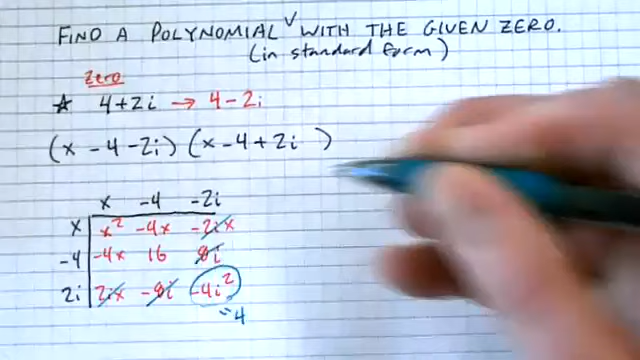 FIND A POLYNOMIAL WITH THE GIVEN ZERO.
(in standard form)
Zero
★ 4+2i → 4-2i
(x - 4 - 2i) (x - 4 + 2i )
x -4 -2i
x x² -4x -2ix
-4 -4x 16 8i
2i 2ix -8i -4i²
=4